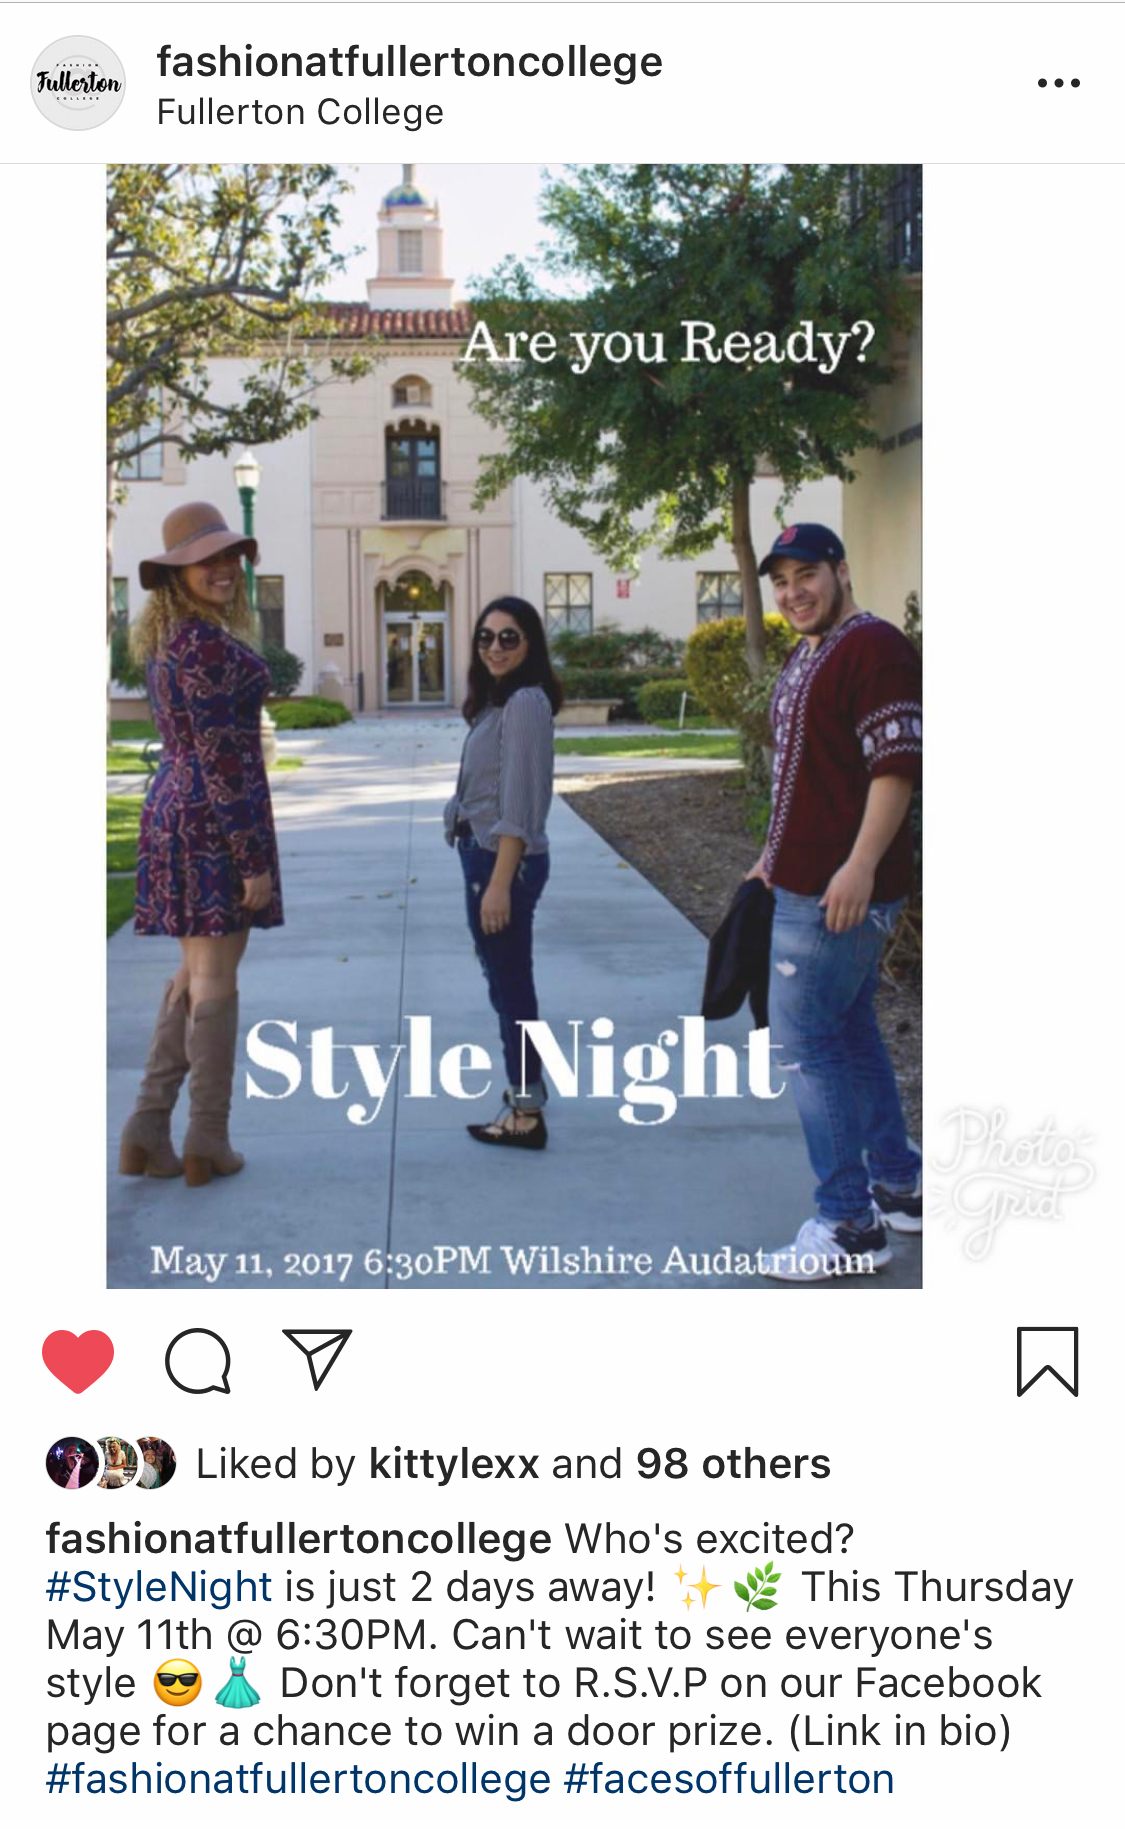 FASHION
Fullerton
COLLEGE
fashionatfullertoncollege
Fullerton College
Are you Ready?
Style Night
May 11, 2017 6:30PM Wilshire Audatrioum
Photo
Grid
Liked by kittylexx and 98 others
fashionatfullertoncollege Who's excited?
#StyleNight is just 2 days away! ✨🌿 This Thursday
May 11th @ 6:30PM. Can't wait to see everyone's
style 😎👗 Don't forget to R.S.V.P on our Facebook
page for a chance to win a door prize. (Link in bio)
#fashionatfullertoncollege #facesoffullerton